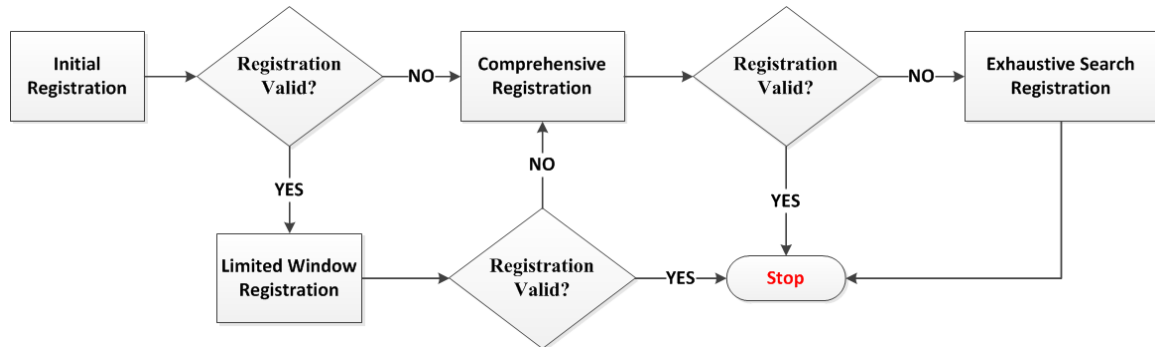 Initial
Registration
Registration
Valid?
NO
Comprehensive
Registration
Registration
Valid?
NO
Exhaustive Search
Registration
YES
NO
YES
Limited Window
Registration
Registration
Valid?
YES
Stop